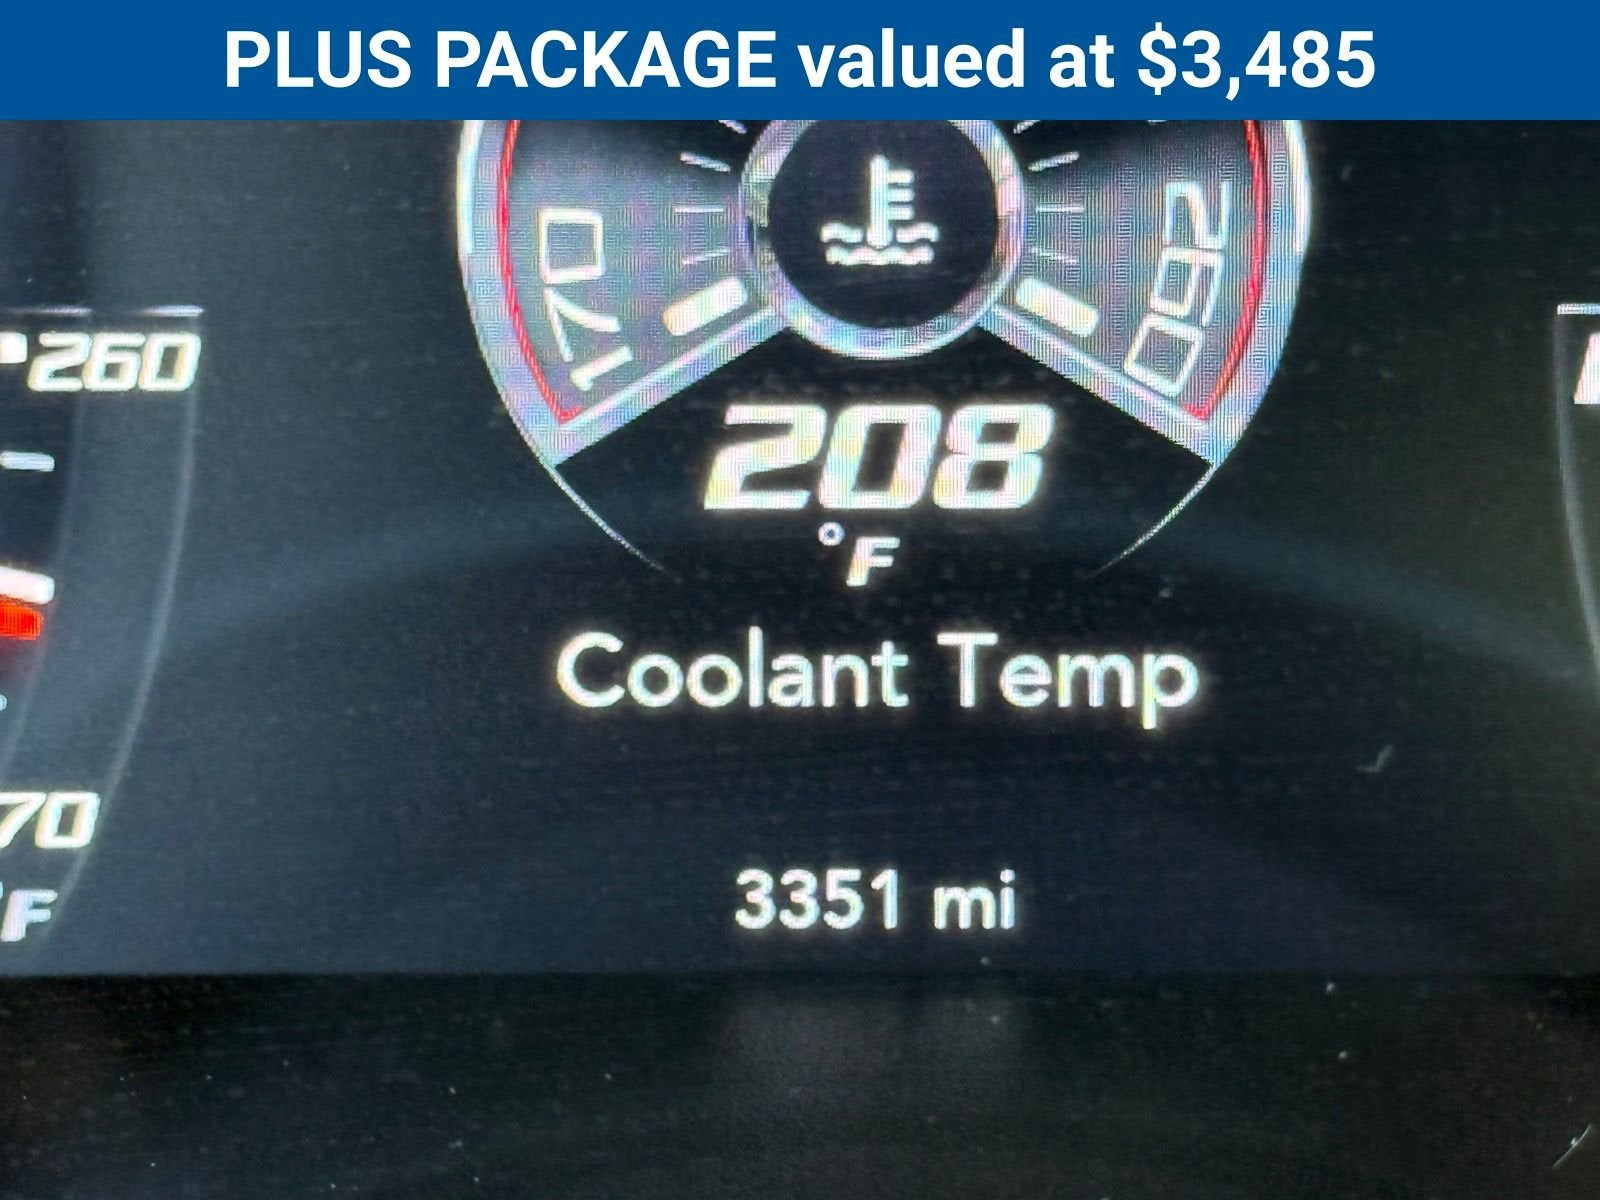 PLUS PACKAGE valued at $3,485
170
260
260
208
°F
Coolant Temp
70
°F
3351 mi